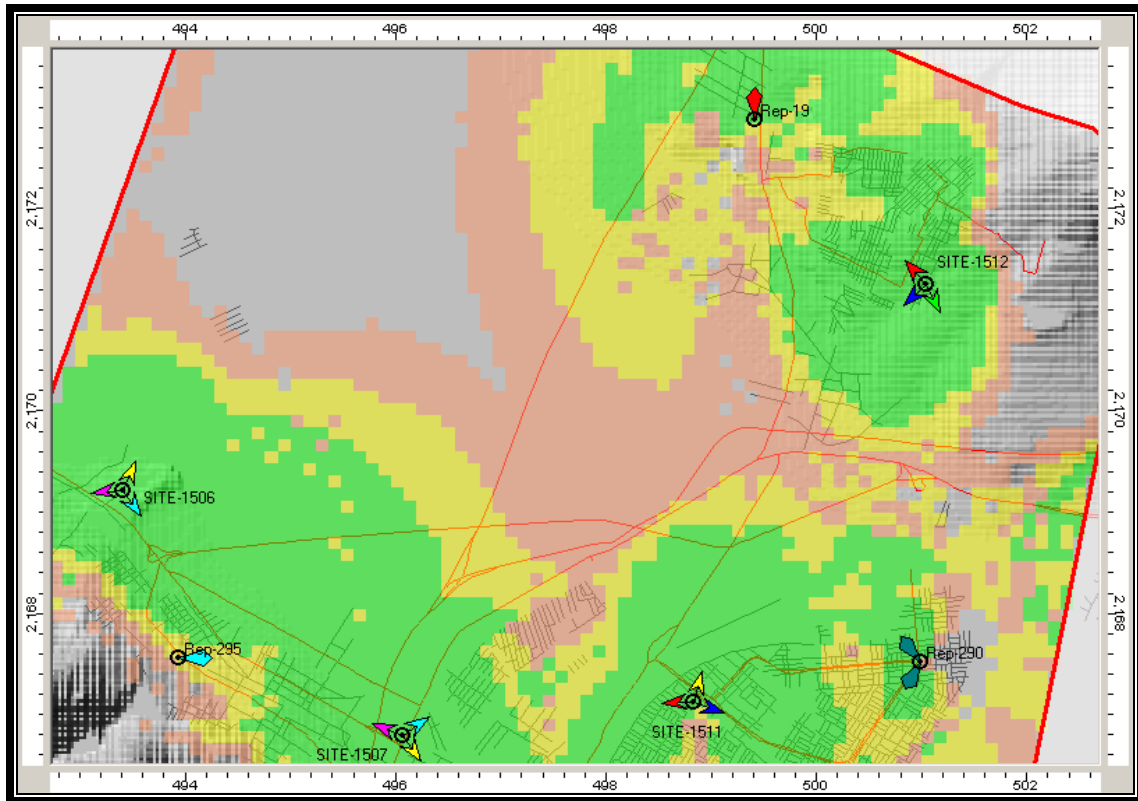 494 496 498 500 502
Rep-19
2.172 2.172
SITE-1512
2.170 2.170
SITE-1506
2.168 2.168
Rep-295 Rep-290
SITE-1511
SITE-1507
494 496 498 500 502